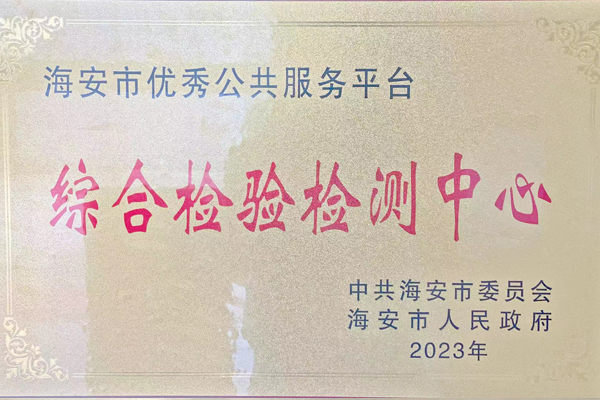 海安市优秀公共服务平台
综合检验检测中心
中共海安市委员会
海安市人民政府
2023年